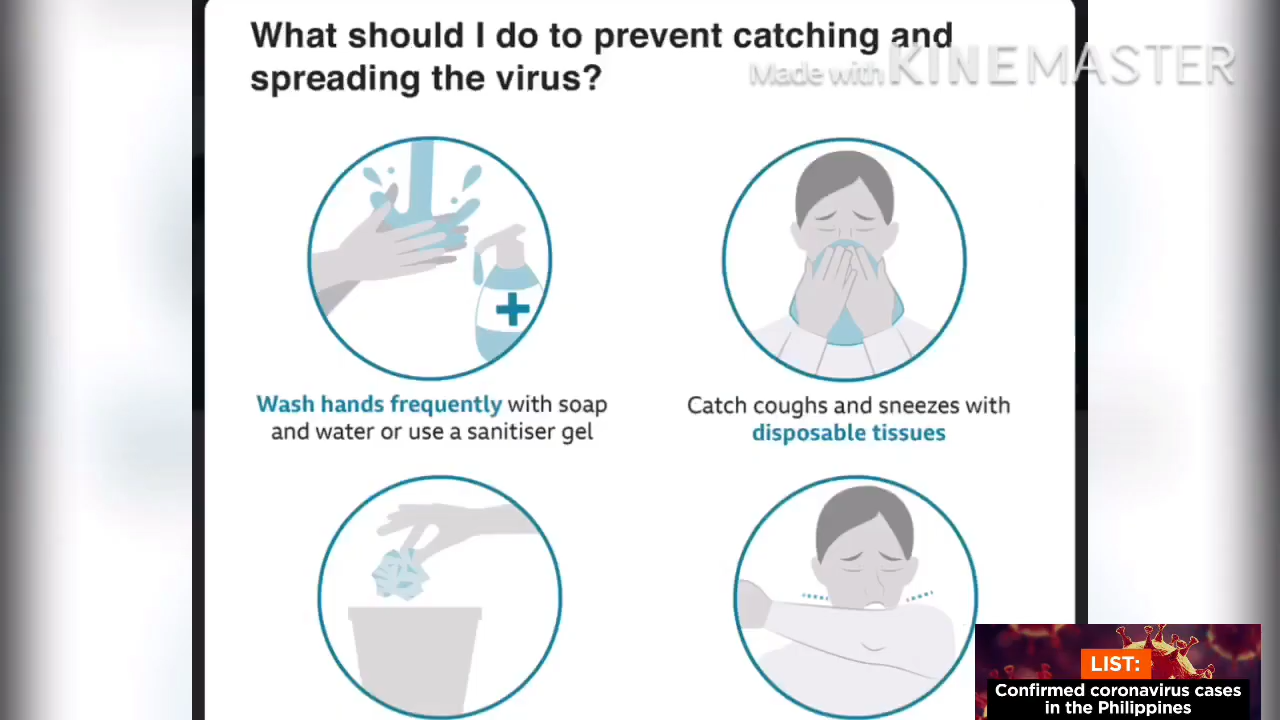 What should I do to prevent catching and
spreading the virus?
Made with KINEMASTER
Wash hands frequently with soap
and water or use a sanitiser gel
Catch coughs and sneezes with
disposable tissues
LIST:
Confirmed coronavirus cases
in the Philippines